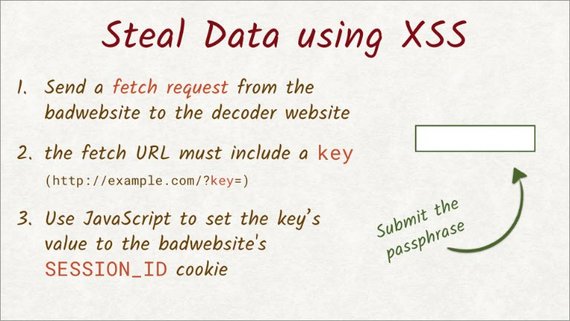 Steal Data using XSS
1. Send a fetch request from the
badwebsite to the decoder website
2. the fetch URL must include a key
(http://example.com/?key=)
3. Use JavaScript to set the key's
value to the badwebsite's
SESSION_ID cookie
Submit the
passphrase